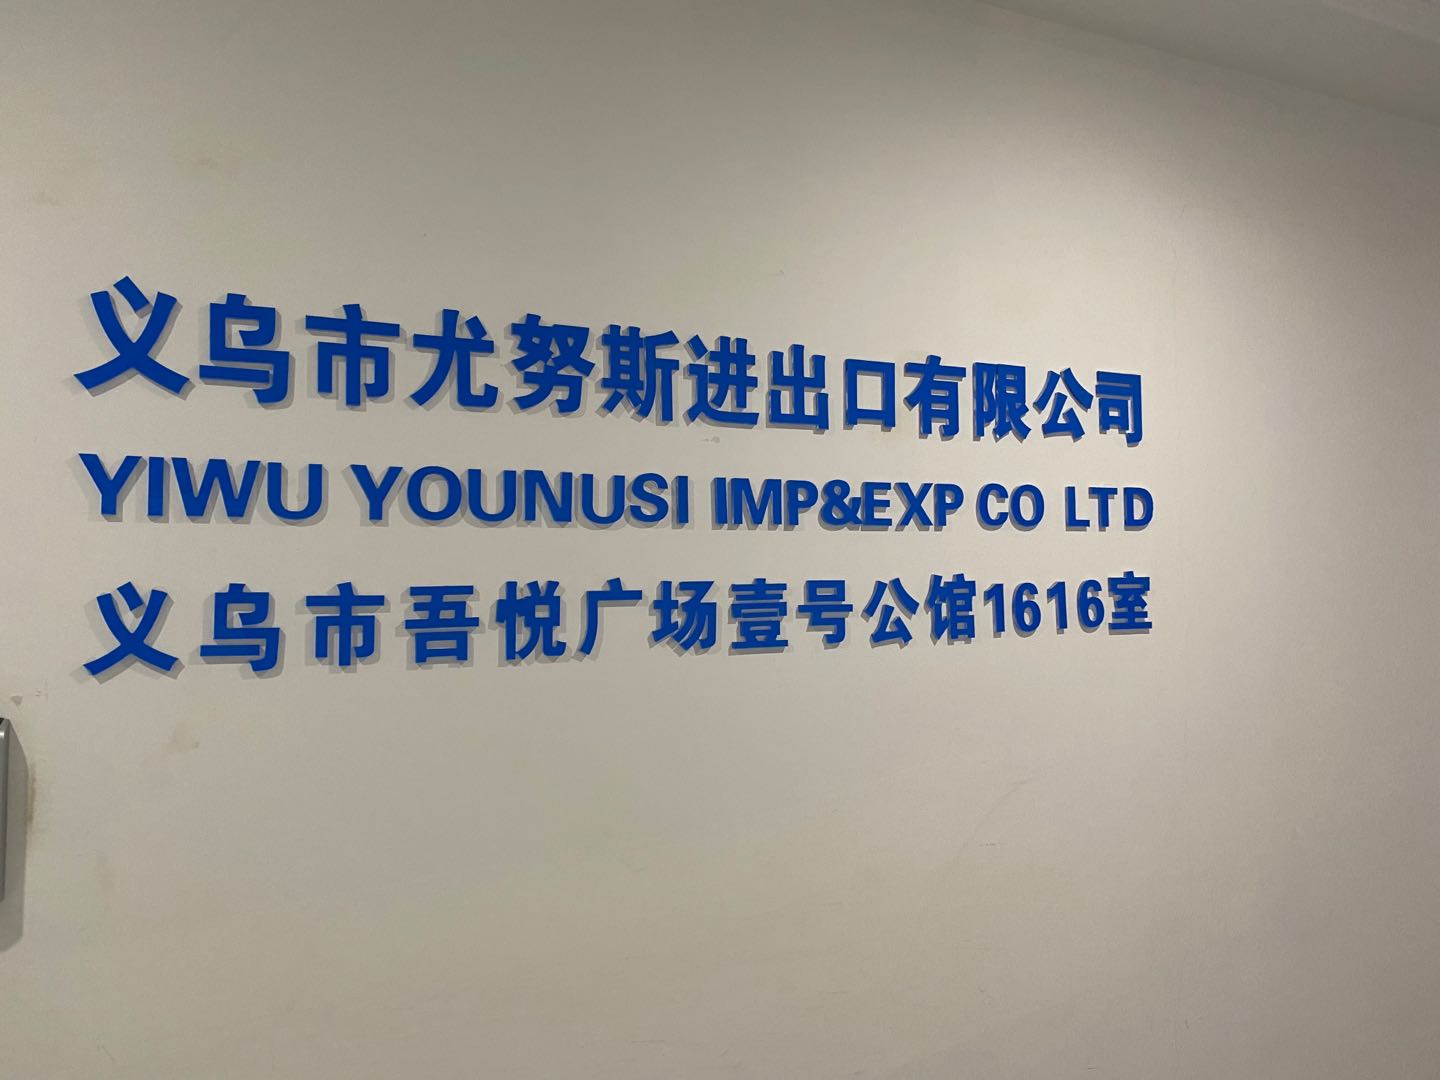 义乌市尤努斯进出口有限公司
YIWU YOUNUSI IMP&EXP CO LTD
义乌市吾悦广场壹号公馆1616室